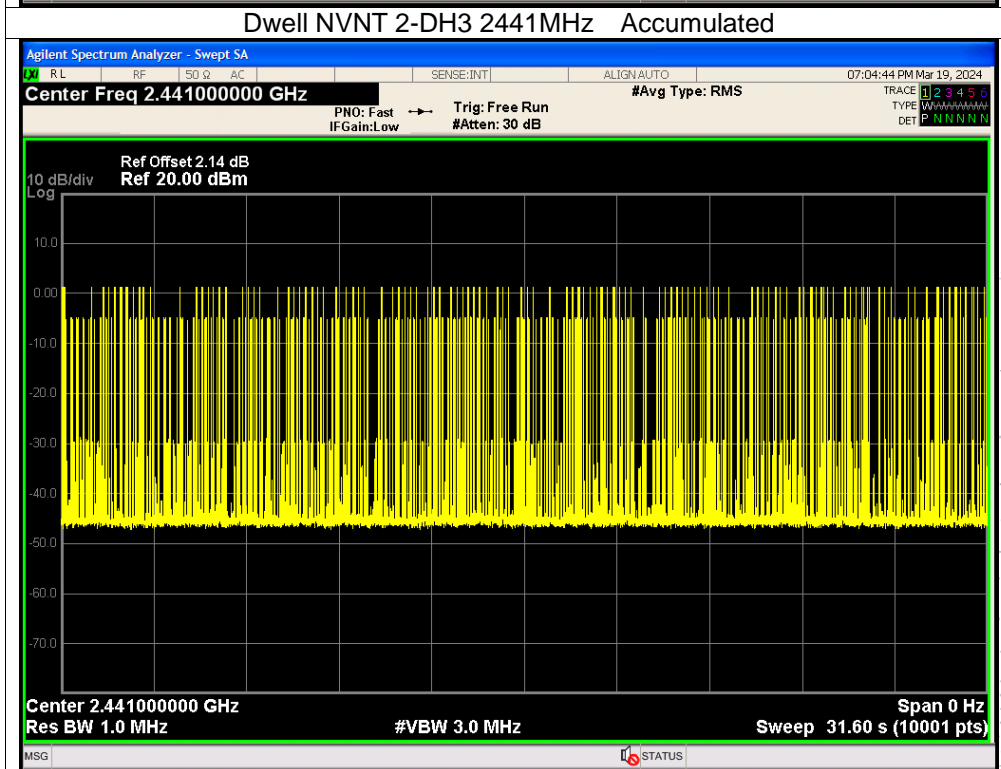 Dwell NVNT 2-DH3 2441MHz Accumulated
Agilent Spectrum Analyzer - Swept SA
LXI RL RF 50 Ω AC SENSE:INT ALIGN AUTO 07:04:44 PM Mar 19, 2024
Center Freq 2.441000000 GHz #Avg Type: RMS TRACE 1 2 3 4 5 6
PNO: Fast Trig: Free Run TYPE WWWWWW
IFGain:Low #Atten: 30 dB DET P N N N N N
Ref Offset 2.14 dB
10 dB/div Ref 20.00 dBm
Log
10.0
0.00
-10.0
-20.0
-30.0
-40.0
-50.0
-60.0
-70.0
Center 2.441000000 GHz Span 0 Hz
Res BW 1.0 MHz #VBW 3.0 MHz Sweep 31.60 s (10001 pts)
MSG STATUS